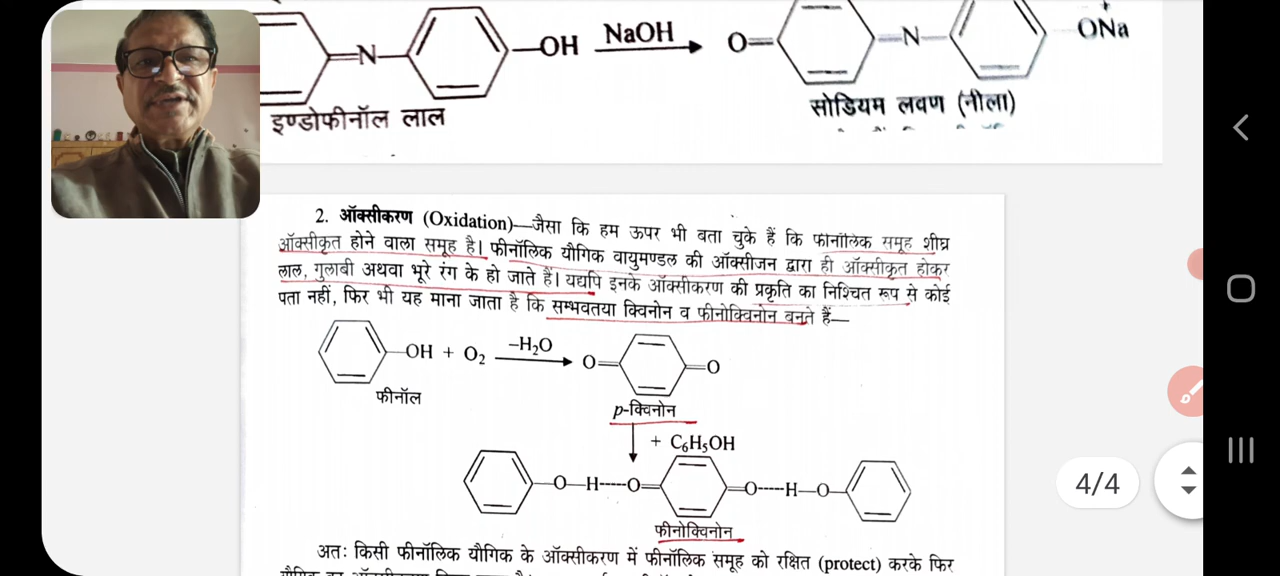 N
OH
NaOH
O=
N
ONa
इण्डोफीनॉल लाल
सोडियम लवण (नीला)
2. ऑक्सीकरण (Oxidation)—जैसा कि हम ऊपर भी बता चुके हैं कि फीनॉलिक समूह शीघ्र
ऑक्सीकृत होने वाला समूह है। फीनॉलिक यौगिक वायुमण्डल की ऑक्सीजन द्वारा ही ऑक्सीकृत होकर
लाल, गुलाबी अथवा भूरे रंग के हो जाते हैं। यद्यपि इनके ऑक्सीकरण की प्रकृति का निश्चित रूप से कोई
पता नहीं, फिर भी यह माना जाता है कि सम्भवतया क्विनोन व फीनोक्विनोन बनते हैं—
OH + O₂ –H₂O O= =O
फीनॉल
p-क्विनोन
+ C₆H₅OH
O—H-----O= =O-----H—O
4/4
फीनोक्विनोन
अतः किसी फीनॉलिक यौगिक के ऑक्सीकरण में फीनॉलिक समूह को रक्षित (protect) करके फिर